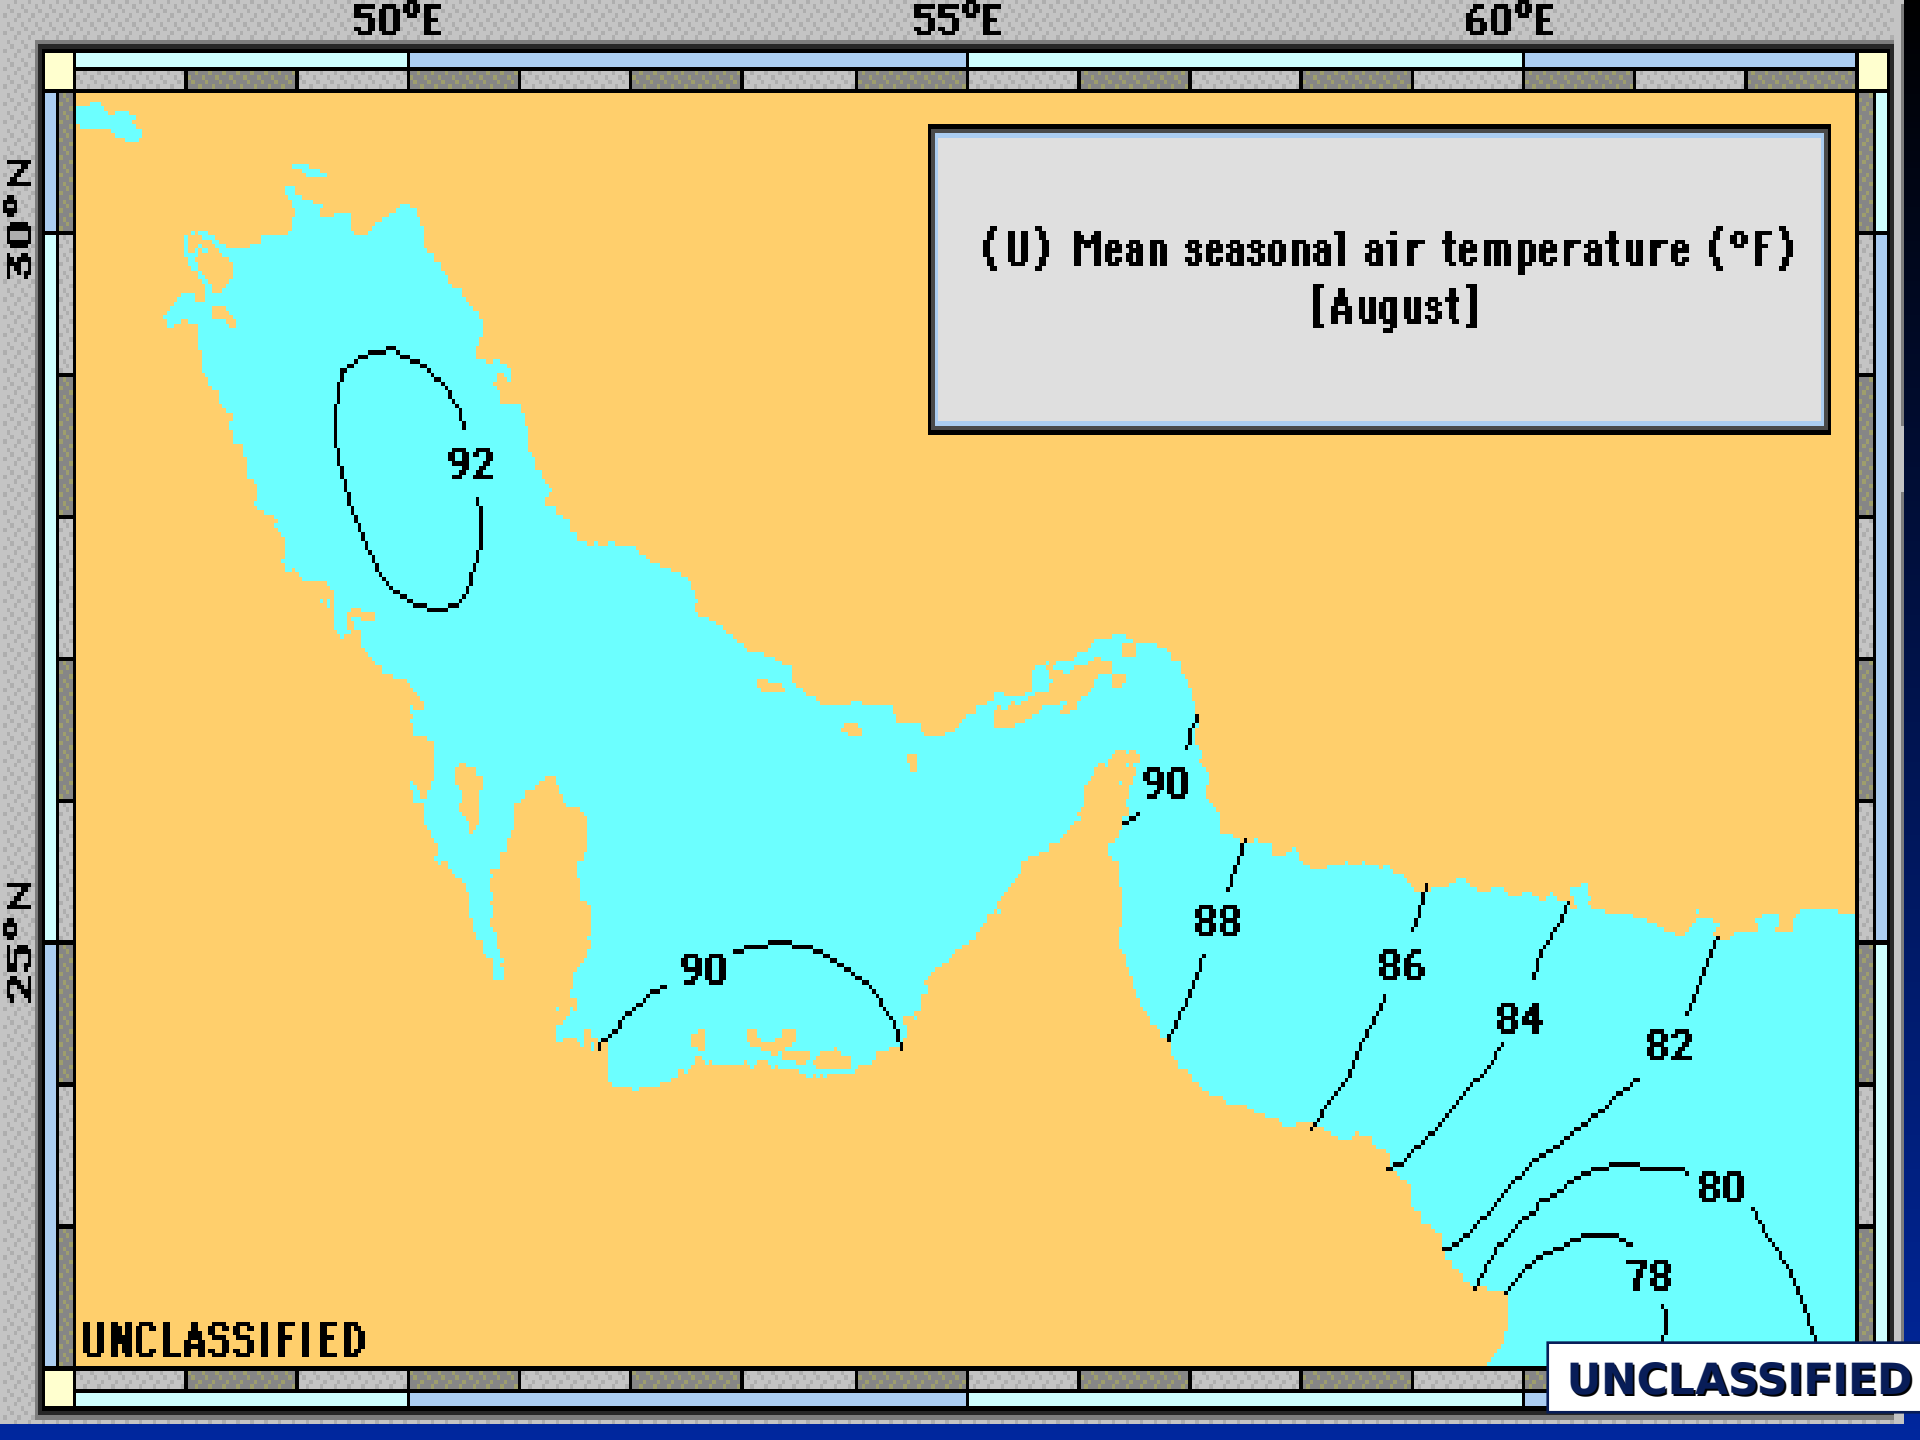 50°E 55°E 60°E
30°N
(U) Mean seasonal air temperature (°F)
[August]
92
90
88
86
84
82
80
78
90
25°N
UNCLASSIFIED
UNCLASSIFIED